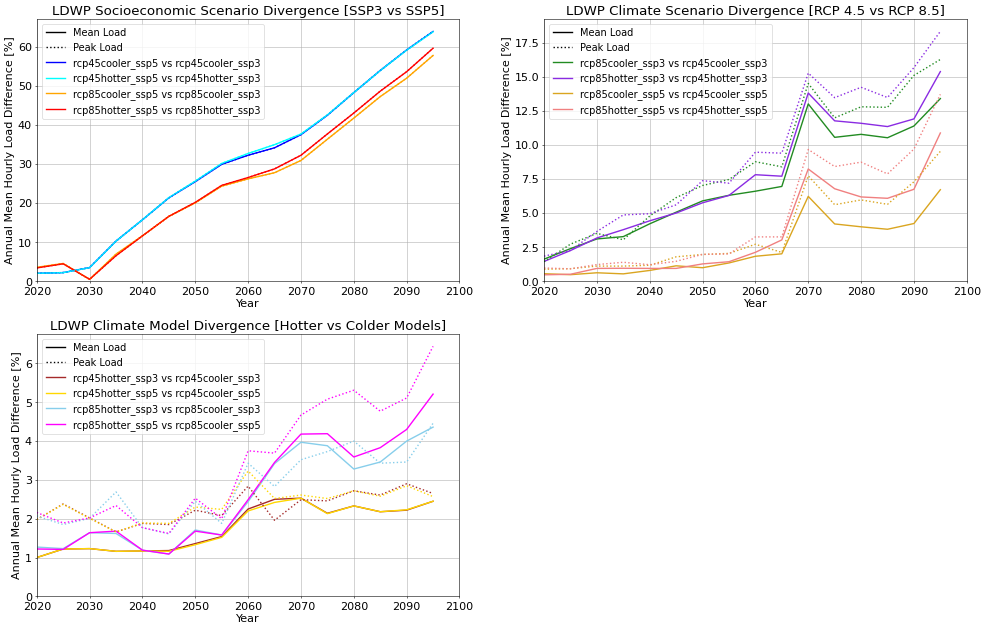 LDWP Socioeconomic Scenario Divergence [SSP3 vs SSP5]
Annual Mean Hourly Load Difference [%]
60
50
40
30
20
10
0
Mean Load
Peak Load
rcp45cooler_ssp5 vs rcp45cooler_ssp3
rcp45hotter_ssp5 vs rcp45hotter_ssp3
rcp85cooler_ssp5 vs rcp85cooler_ssp3
rcp85hotter_ssp5 vs rcp85hotter_ssp3
2020 2030 2040 2050 2060 2070 2080 2090 2100
Year
LDWP Climate Scenario Divergence [RCP 4.5 vs RCP 8.5]
Annual Mean Hourly Load Difference [%]
17.5
15.0
12.5
10.0
7.5
5.0
2.5
0.0
Mean Load
Peak Load
rcp85cooler_ssp3 vs rcp45cooler_ssp3
rcp85hotter_ssp3 vs rcp45hotter_ssp3
rcp85cooler_ssp5 vs rcp45cooler_ssp5
rcp85hotter_ssp5 vs rcp45hotter_ssp5
2020 2030 2040 2050 2060 2070 2080 2090 2100
Year
LDWP Climate Model Divergence [Hotter vs Colder Models]
Annual Mean Hourly Load Difference [%]
6
5
4
3
2
1
0
Mean Load
Peak Load
rcp45hotter_ssp3 vs rcp45cooler_ssp3
rcp45hotter_ssp5 vs rcp45cooler_ssp5
rcp85hotter_ssp3 vs rcp85cooler_ssp3
rcp85hotter_ssp5 vs rcp85cooler_ssp5
2020 2030 2040 2050 2060 2070 2080 2090 2100
Year